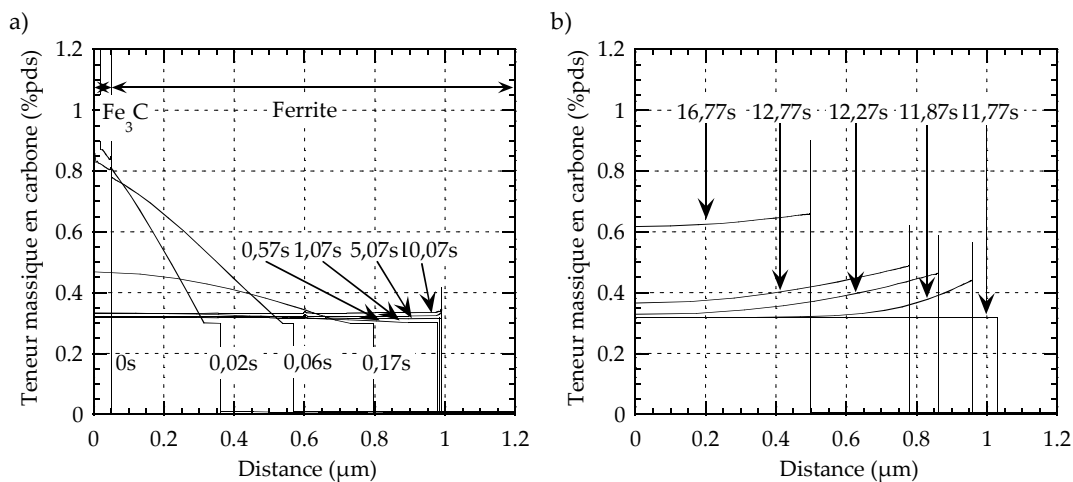 a)
b)
Teneur massique en carbone (%pds)
1.2
1
0.8
0.6
0.4
0.2
0
Fe3C
Ferrite
0,57s 1,07s 5,07s 10,07s
0s 0,02s 0,06s 0,17s
0 0.2 0.4 0.6 0.8 1 1.2
Distance (µm)
Teneur massique en carbone (%pds)
1.2
1
0.8
0.6
0.4
0.2
0
16,77s 12,77s 12,27s 11,87s 11,77s
0 0.2 0.4 0.6 0.8 1 1.2
Distance (µm)